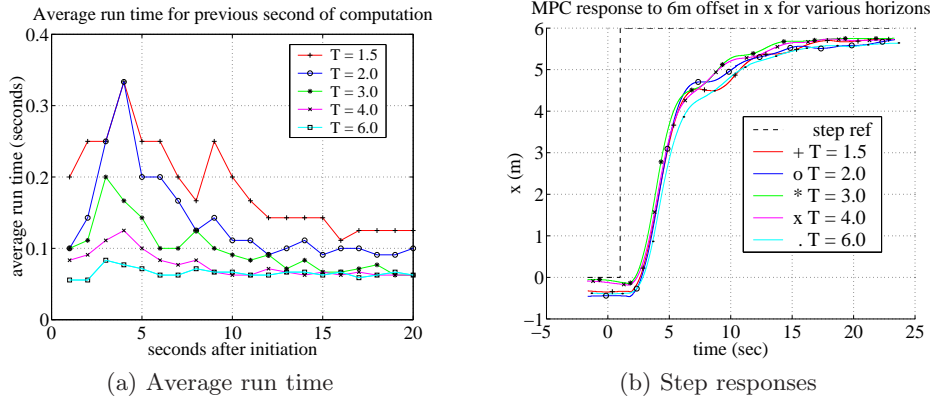 Average run time for previous second of computation
0.4
0.3
0.2
0.1
0
average run time (seconds)
T = 1.5
T = 2.0
T = 3.0
T = 4.0
T = 6.0
0
5
10
15
20
seconds after initiation
(a) Average run time
MPC response to 6m offset in x for various horizons
6
5
4
3
2
1
0
−1
x (m)
step ref
+ T = 1.5
o T = 2.0
* T = 3.0
x T = 4.0
. T = 6.0
−5
0
5
10
15
20
25
time (sec)
(b) Step responses